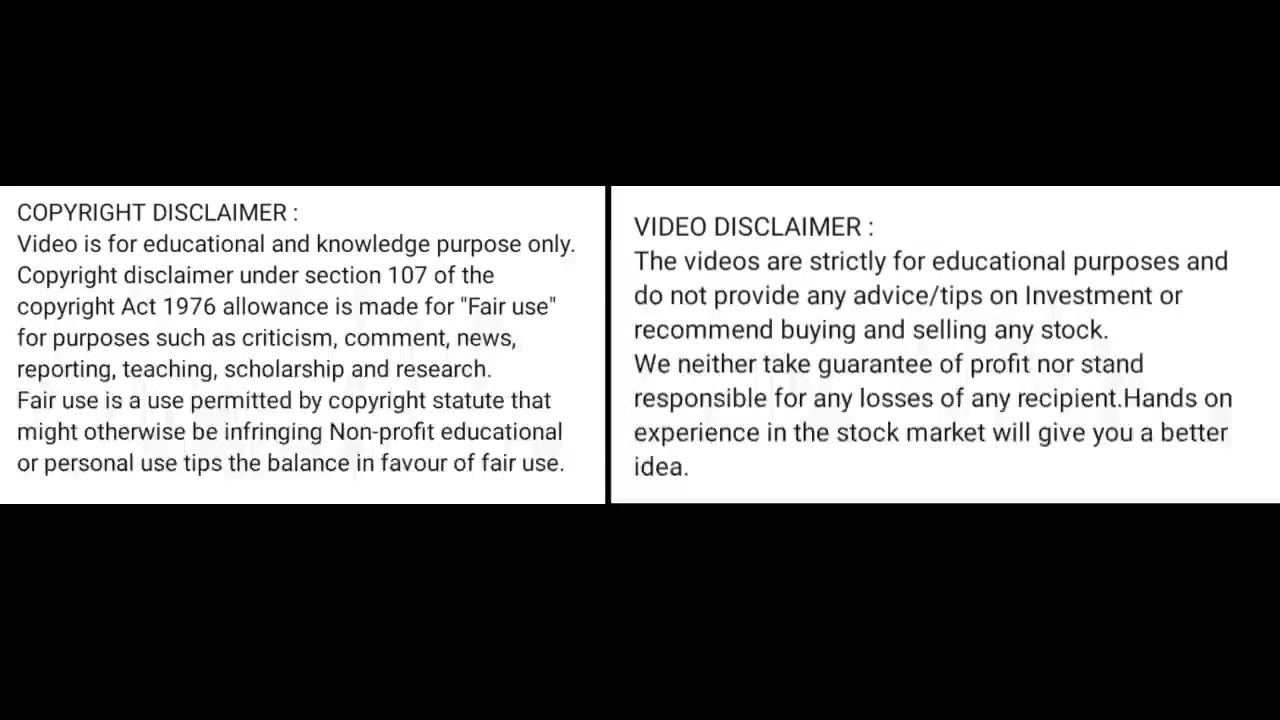 COPYRIGHT DISCLAIMER :
Video is for educational and knowledge purpose only.
Copyright disclaimer under section 107 of the
copyright Act 1976 allowance is made for "Fair use"
for purposes such as criticism, comment, news,
reporting, teaching, scholarship and research.
Fair use is a use permitted by copyright statute that
might otherwise be infringing Non-profit educational
or personal use tips the balance in favour of fair use.
VIDEO DISCLAIMER :
The videos are strictly for educational purposes and
do not provide any advice/tips on Investment or
recommend buying and selling any stock.
We neither take guarantee of profit nor stand
responsible for any losses of any recipient.Hands on
experience in the stock market will give you a better
idea.